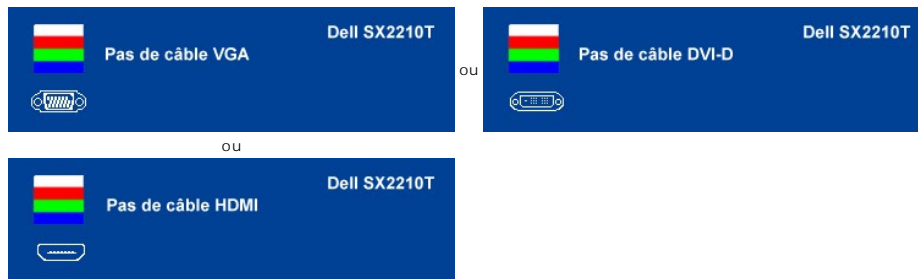 Dell SX2210T
Pas de câble VGA
ou
Dell SX2210T
Pas de câble DVI-D
ou
Dell SX2210T
Pas de câble HDMI